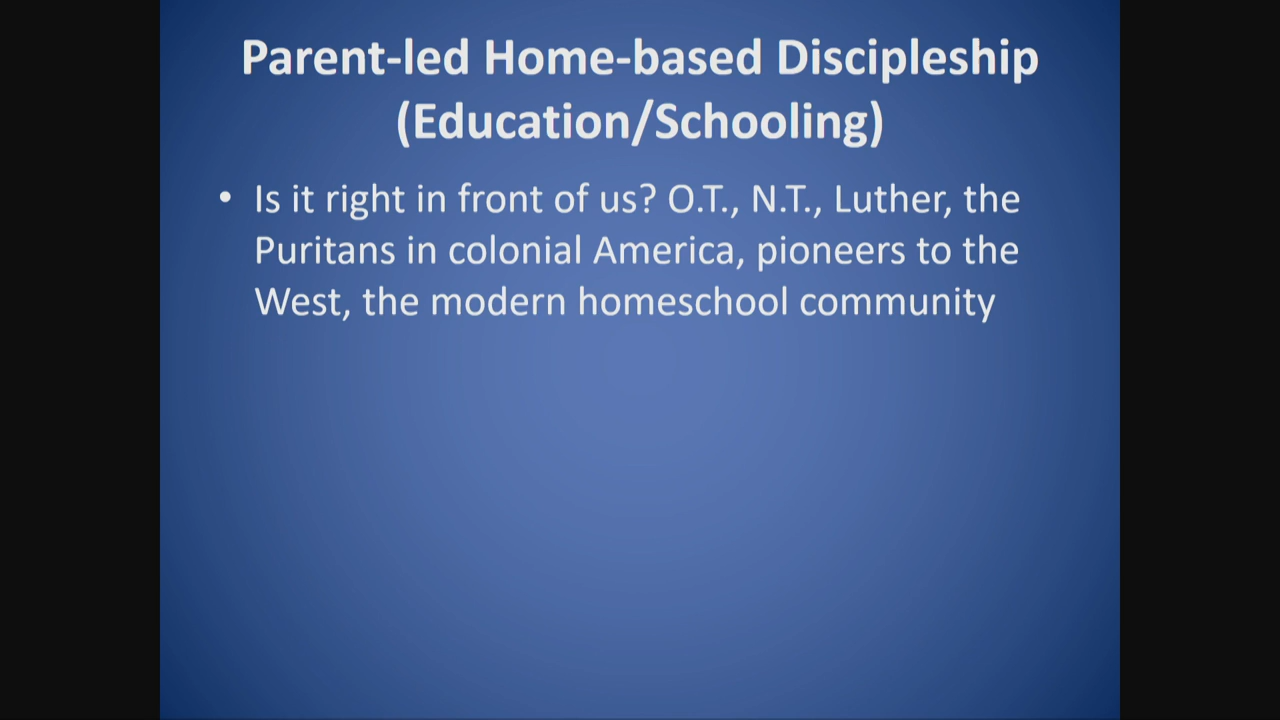 Parent-led Home-based Discipleship
(Education/Schooling)
• Is it right in front of us? O.T., N.T., Luther, the
Puritans in colonial America, pioneers to the
West, the modern homeschool community